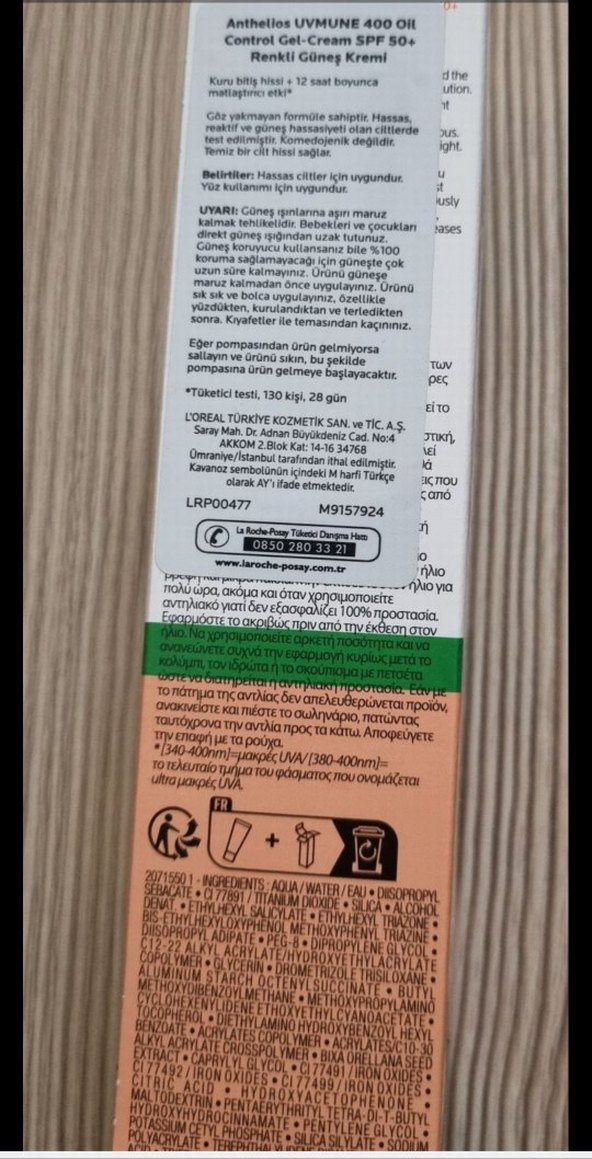 Anthelios UVMUNE 400 Oil
Control Gel-Cream SPF 50+
Renkli Güneş Kremi
Kuru bitiş hissi + 12 saat boyunca
matlaştırıcı etki*
Göz yakmayan formüle sahiptir. Hassas,
reaktif ve güneş hassasiyeti olan ciltlerde
test edilmiştir. Komedojenik değildir.
Temiz bir cilt hissi sağlar.
Belirtiler: Hassas ciltler için uygundur.
Yüz kullanımı için uygundur.
UYARI: Güneş ışınlarına aşırı maruz
kalmak tehlikelidir. Bebekleri ve çocukları
direkt güneş ışığından uzak tutunuz.
Güneş koruyucu kullansanız bile %100
koruma sağlamayacağı için güneşte çok
uzun süre kalmayınız. Ürünü güneşe
maruz kalmadan önce uygulayınız. Ürünü
sık sık ve bolca uygulayınız, özellikle
yüzdükten, kurulandıktan ve terledikten
sonra. Kıyafetler ile temasından kaçınınız.
Eğer pompasından ürün gelmiyorsa
sallayın ve ürünü sıkın, bu şekilde
pompasına ürün gelmeye başlayacaktır.
*Tüketici testi, 130 kişi, 28 gün
L'OREAL TÜRKİYE KOZMETİK SAN. ve TİC. A.Ş.
Saray Mah. Dr. Adnan Büyükdeniz Cad. No:4
AKKOM 2.Blok Kat: 14-16 34768
Ümraniye/İstanbul tarafından ithal edilmiştir.
Kavanoz sembolünün içindeki M harfi Türkçe
olarak AY'ı ifade etmektedir.
LRP00477 M9157924
La Roche-Posay Tüketici Danışma Hattı
0850 280 33 21
www.laroche-posay.com.tr
πολύ ώρα, ακόμα και όταν χρησιμοποιείτε
αντηλιακό γιατί δεν εξασφαλίζει 100% προστασία.
Εφαρμόστε το ακριβώς πριν από την έκθεση στον
ήλιο. Να χρησιμοποιείτε αρκετή ποσότητα και να
ανανεώνετε συχνά την εφαρμογή κυρίως μετά το
κολύμπι, τον ιδρώτα ή το σκούπισμα με πετσέτα
ώστε να διατηρείται η αντηλιακή προστασία. Εάν με
το πάτημα της αντλίας δεν απελευθερώνεται προϊόν,
ανακινείστε και πιέστε το σωληνάριο, πατώντας
ταυτόχρονα την αντλία προς τα κάτω. Αποφεύγετε
την επαφή με τα ρούχα.
*[340-400nm]=μακρές UVA/ [380-400nm]=
το τελευταίο τμήμα του φάσματος που ονομάζεται
ultra μακρές UVA.
FR
2071550 1 - INGREDIENTS : AQUA / WATER / EAU • DIISOPROPYL
SEBACATE • CI 77891 / TITANIUM DIOXIDE • SILICA • ALCOHOL
DENAT. • ETHYLHEXYL SALICYLATE • ETHYLHEXYL TRIAZONE •
BIS-ETHYLHEXYLOXYPHENOL METHOXYPHENYL TRIAZINE •
DIISOPROPYL ADIPATE • PEG-8 • DIPROPYLENE GLYCOL •
C12-22 ALKYL ACRYLATE/HYDROXYETHYLACRYLATE
COPOLYMER • GLYCERIN • DROMETRIZOLE TRISILOXANE •
ALUMINUM STARCH OCTENYLSUCCINATE • BUTYL
METHOXYDIBENZOYLMETHANE • METHOXYPROPYLAMINO
CYCLOHEXENYLIDENE ETHOXYETHYLCYANOACETATE •
TOCOPHEROL • DIETHYLAMINO HYDROXYBENZOYL HEXYL
BENZOATE • ACRYLATES COPOLYMER • ACRYLATES/C10-30
ALKYL ACRYLATE CROSSPOLYMER • BIXA ORELLANA SEED
EXTRACT • CAPRYLYL GLYCOL • CI 77491 / IRON OXIDES •
CI 77492 / IRON OXIDES • CI 77499 / IRON OXIDES •
CITRIC ACID • HYDROXYACETOPHENONE •
MALTODEXTRIN • PENTAERYTHRITYL TETRA-DI-T-BUTYL
HYDROXYHYDROCINNAMATE • PENTYLENE GLYCOL •
POTASSIUM CETYL PHOSPHATE • SILICA SILYLATE • SODIUM
POLYACRYLATE •